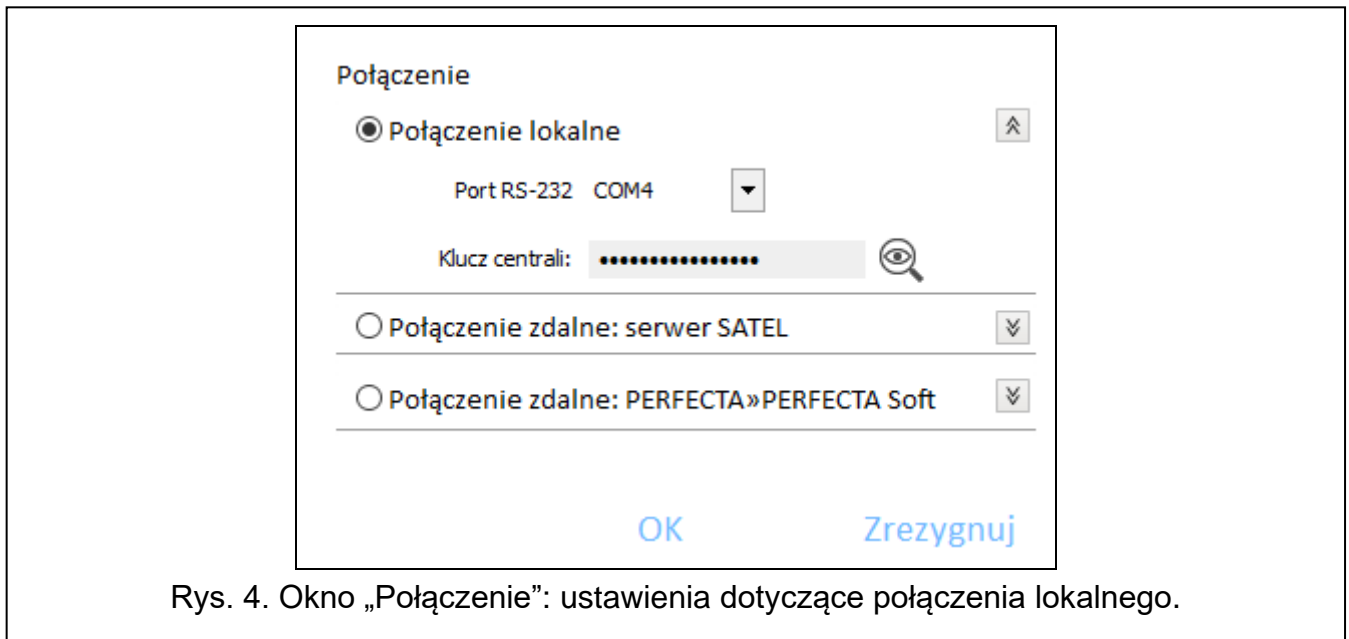 Połączenie
Połączenie lokalne
Port RS-232 COM4
Klucz centrali: ••••••••••••••••
Połączenie zdalne: serwer SATEL
Połączenie zdalne: PERFECTA»PERFECTA Soft
OK Zrezygnuj
Rys. 4. Okno „Połączenie”: ustawienia dotyczące połączenia lokalnego.